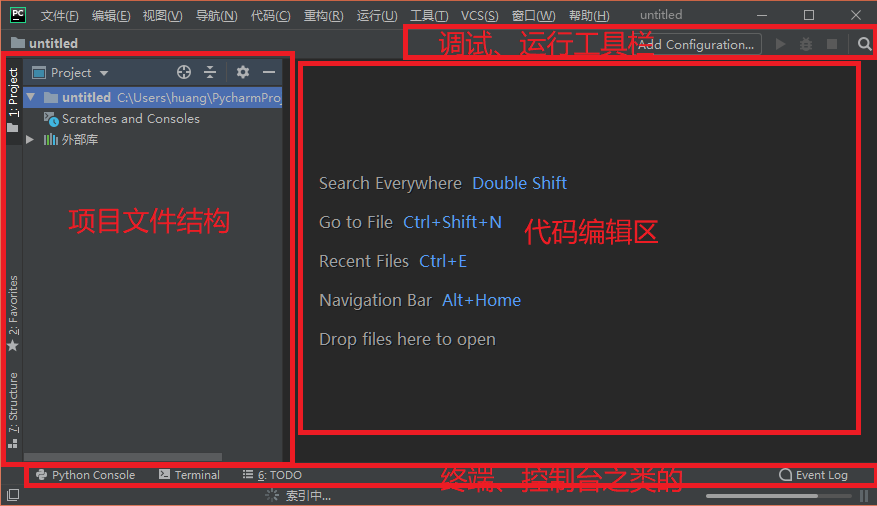 PC 文件(F) 编辑(E) 视图(V) 导航(N) 代码(C) 重构(R) 运行(U) 工具(T) VCS(S) 窗口(W) 帮助(H) untitled
untitled
调试、运行工具栏
Add Configuration...
1: Project
Project
untitled C:\Users\huang\PycharmPro
Scratches and Consoles
外部库
项目文件结构
Search Everywhere Double Shift
Go to File Ctrl+Shift+N
代码编辑区
Recent Files Ctrl+E
Navigation Bar Alt+Home
Drop files here to open
2: Favorites
7: Structure
Python Console Terminal 6: TODO
终端、控制台之类的
Event Log
索引中...